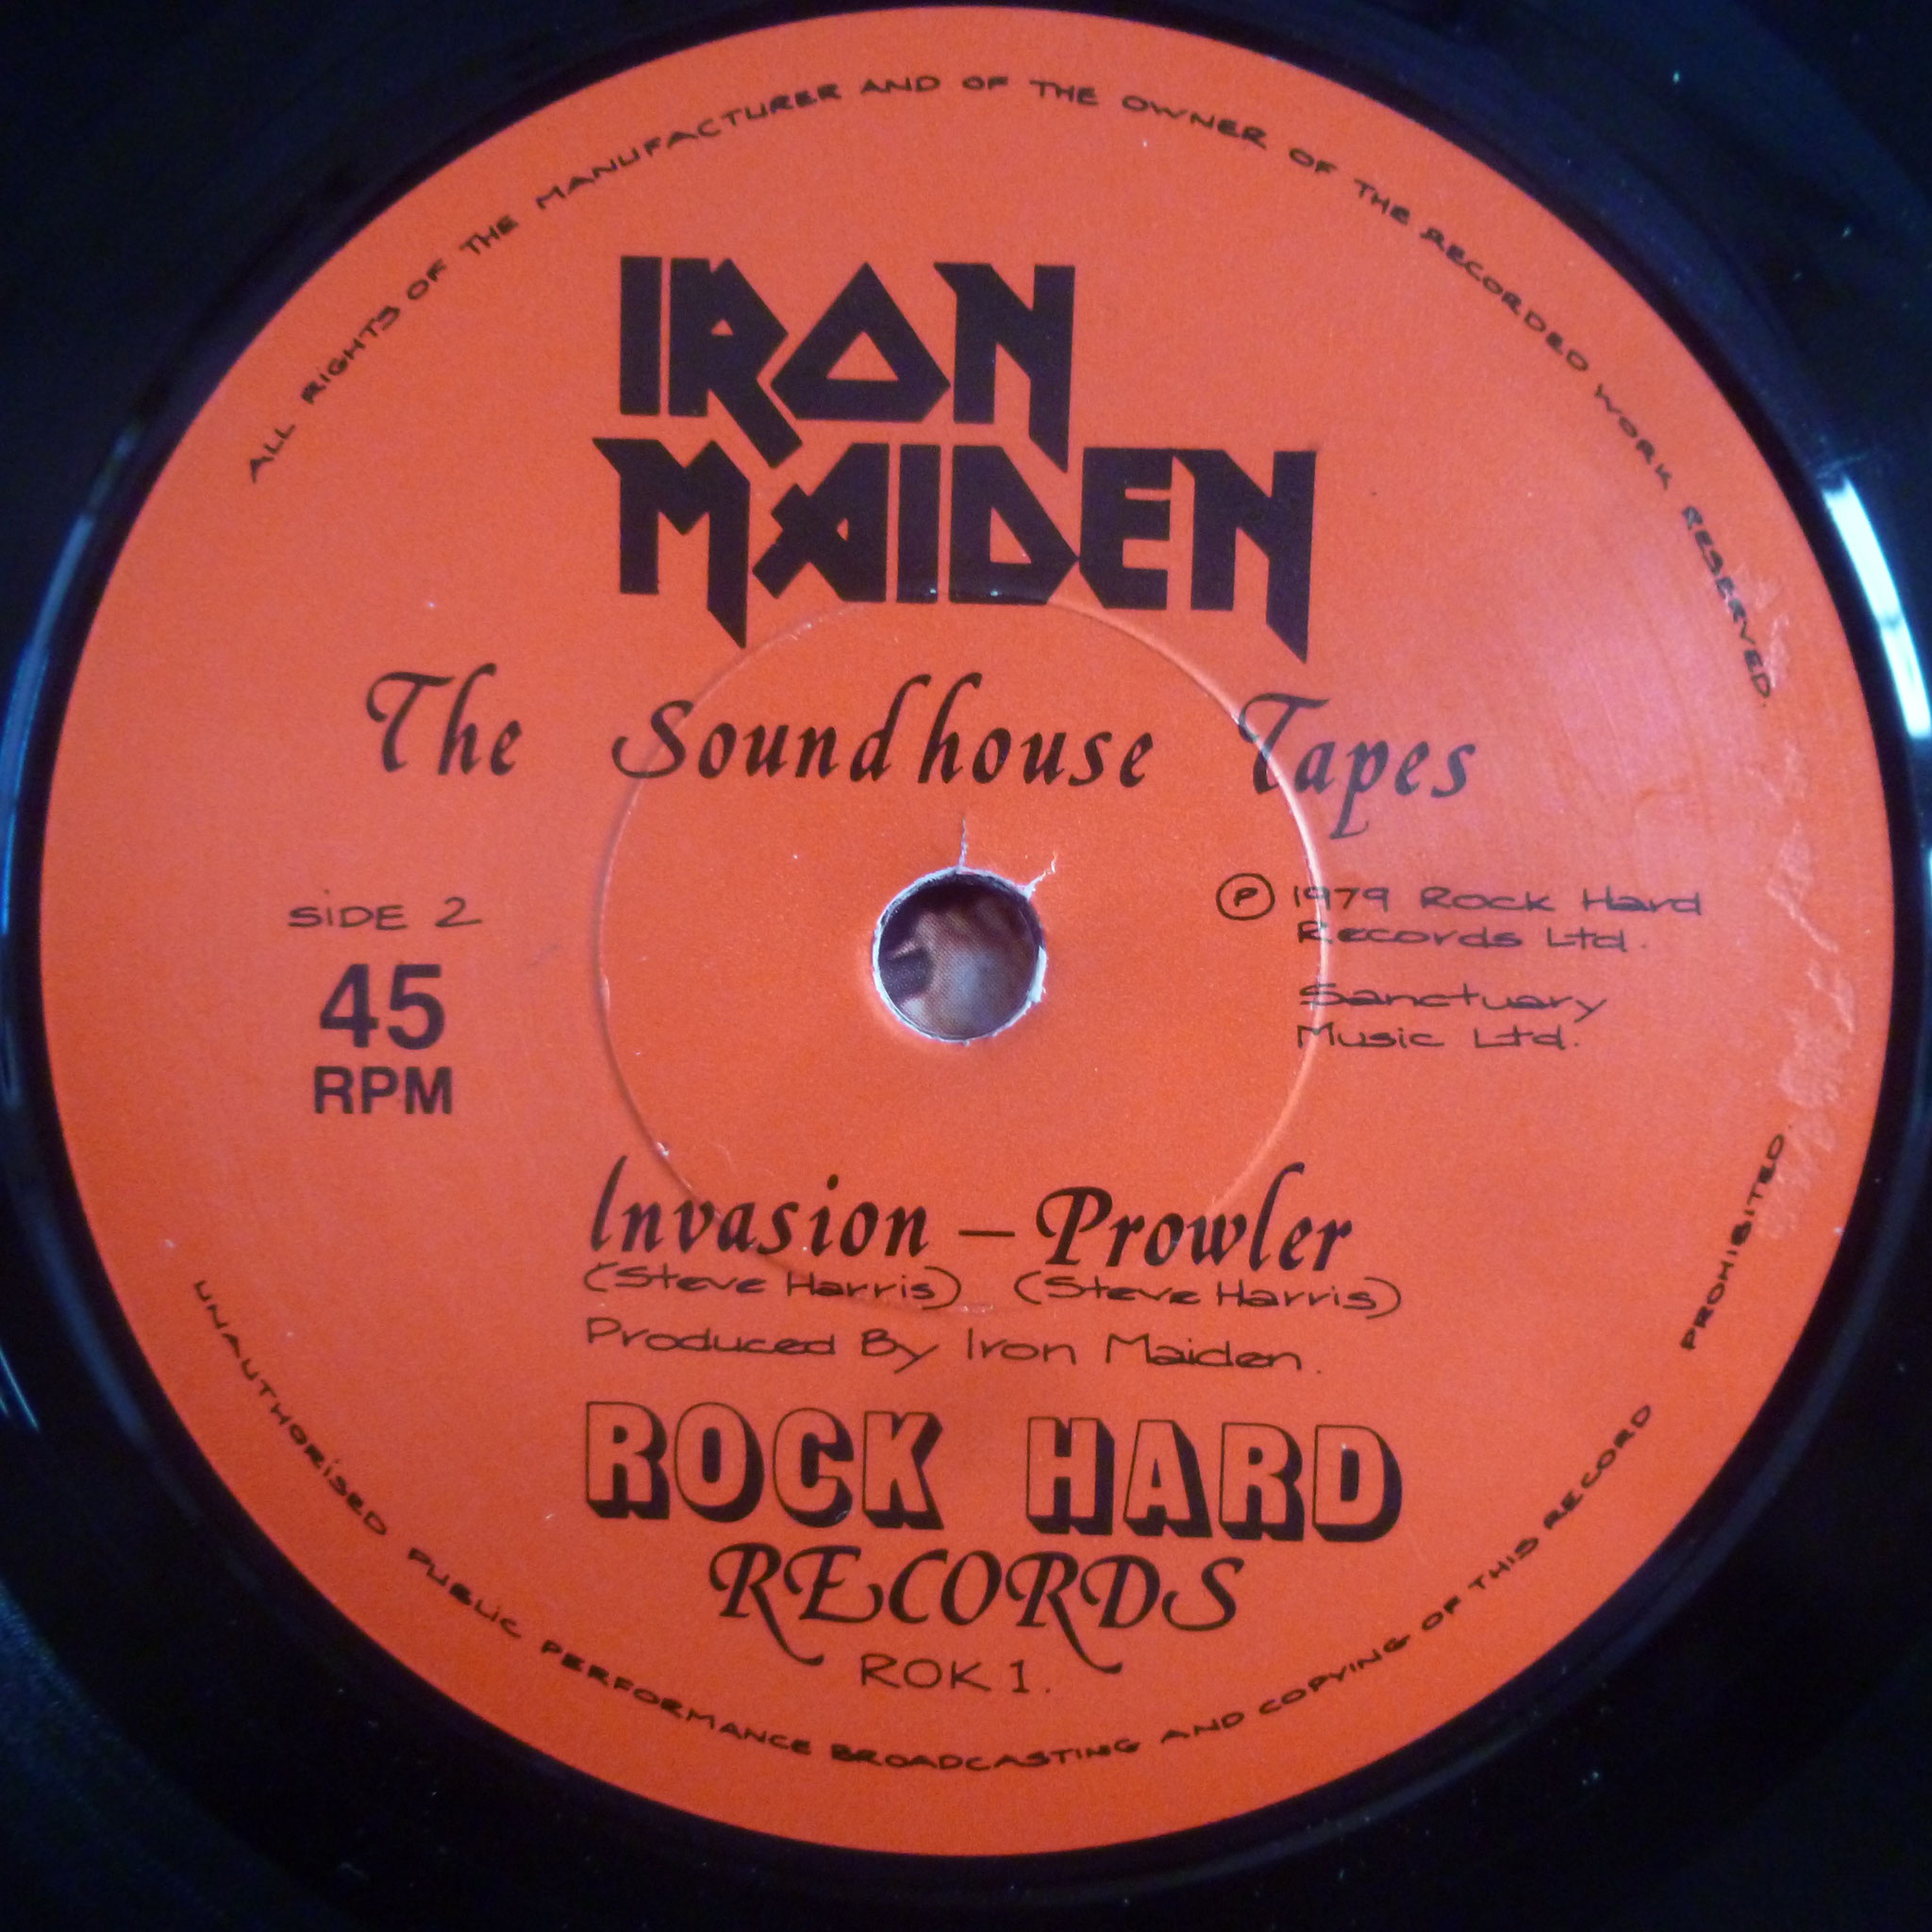 ALL RIGHTS OF THE MANUFACTURER AND OF THE OWNER OF THE RECORDED WORK RESERVED.
IRON
MAIDEN
The Soundhouse Tapes
SIDE 2
45
RPM
Ⓟ 1979 Rock Hard
Records Ltd.
Sanctuary
Music Ltd.
Invasion – Prowler
(Steve Harris) (Steve Harris)
Produced By Iron Maiden.
ROCK HARD
RECORDS
ROK 1.
UNAUTHORISED PUBLIC PERFORMANCE BROADCASTING AND COPYING OF THIS RECORD PROHIBITED.